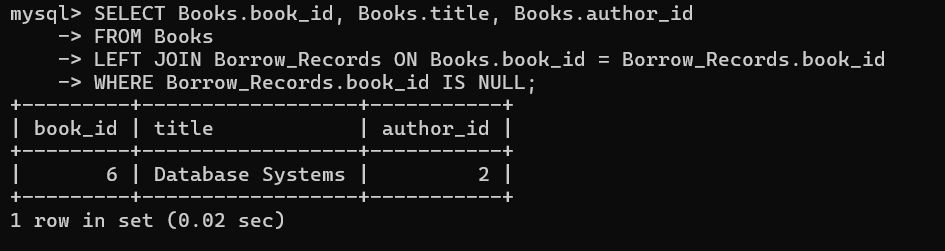 mysql> SELECT Books.book_id, Books.title, Books.author_id
    -> FROM Books
    -> LEFT JOIN Borrow_Records ON Books.book_id = Borrow_Records.book_id
    -> WHERE Borrow_Records.book_id IS NULL;
+---------+------------------+-----------+
| book_id | title            | author_id |
+---------+------------------+-----------+
|       6 | Database Systems |         2 |
+---------+------------------+-----------+
1 row in set (0.02 sec)